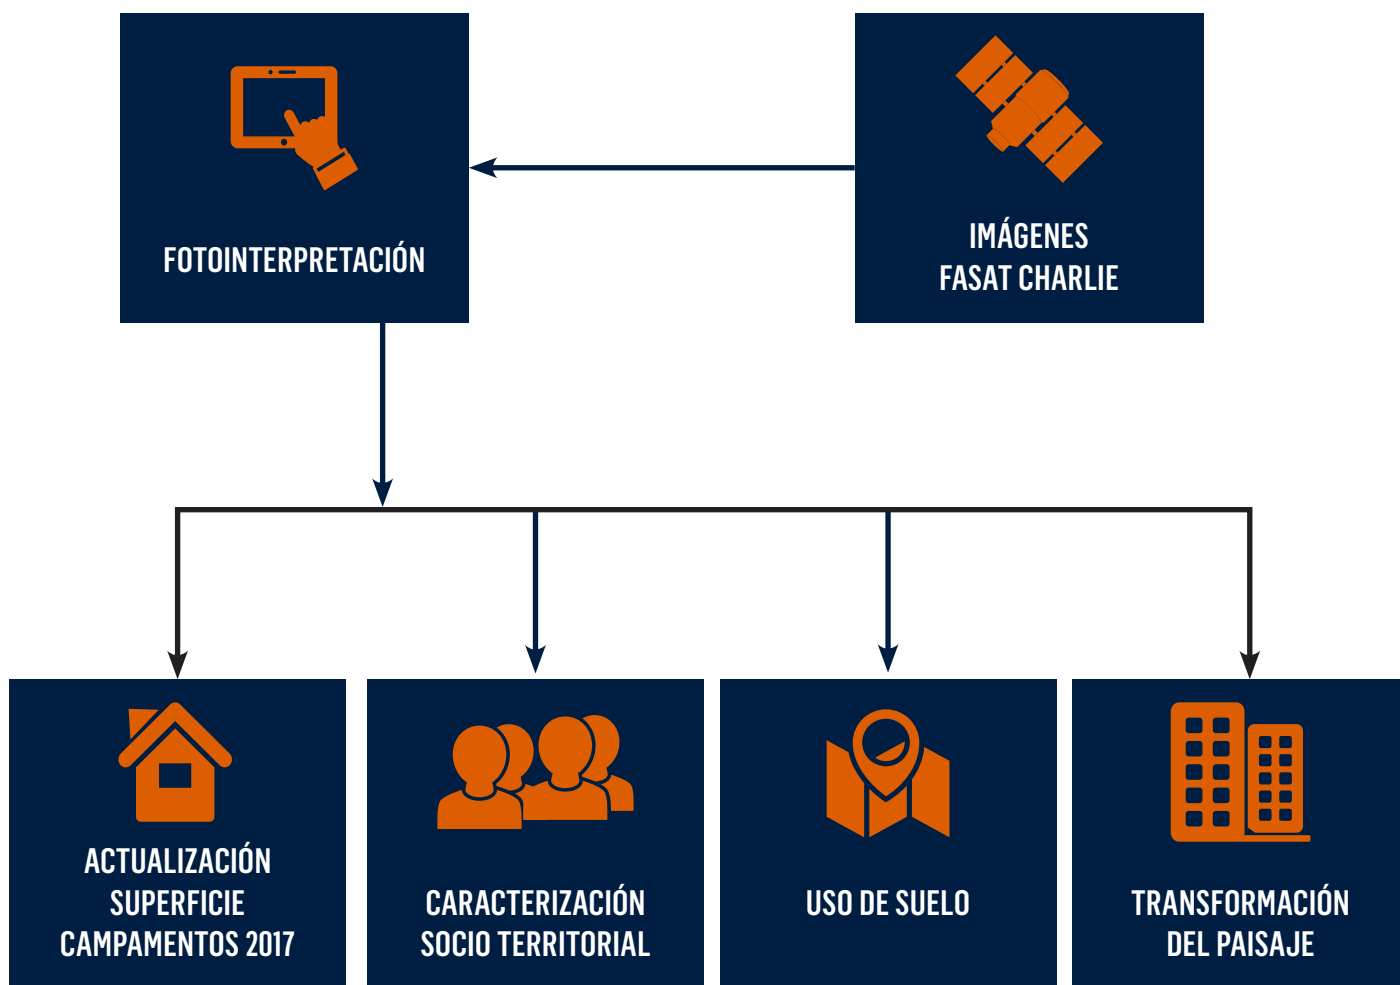 FOTOINTERPRETACIÓN
IMÁGENES
FASAT CHARLIE
ACTUALIZACIÓN
SUPERFICIE
CAMPAMENTOS 2017
CARACTERIZACIÓN
SOCIO TERRITORIAL
USO DE SUELO
TRANSFORMACIÓN
DEL PAISAJE